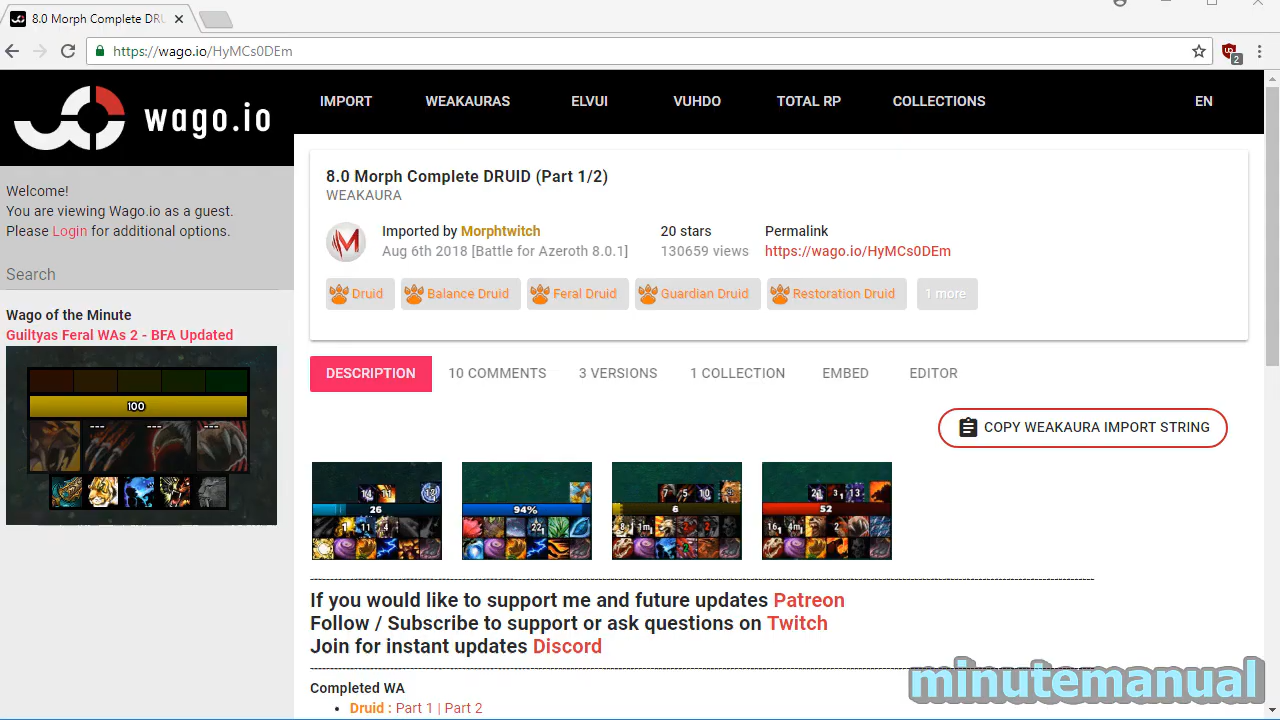 8.0 Morph Complete DRU
https://wago.io/HyMCs0DEm
2
wago.io
IMPORT WEAKAURAS ELVUI VUHDO TOTAL RP COLLECTIONS EN
Welcome!
You are viewing Wago.io as a guest.
Please Login for additional options.
Search
Wago of the Minute
Guiltyas Feral WAs 2 - BFA Updated
100
8.0 Morph Complete DRUID (Part 1/2)
WEAKAURA
Imported by Morphtwitch
Aug 6th 2018 [Battle for Azeroth 8.0.1]
20 stars
130659 views
Permalink
https://wago.io/HyMCs0DEm
Druid Balance Druid Feral Druid Guardian Druid Restoration Druid 1 more
DESCRIPTION 10 COMMENTS 3 VERSIONS 1 COLLECTION EMBED EDITOR
COPY WEAKAURA IMPORT STRING
26
94%
22
6
52
If you would like to support me and future updates Patreon
Follow / Subscribe to support or ask questions on Twitch
Join for instant updates Discord
Completed WA
Druid : Part 1 | Part 2
minutemanual